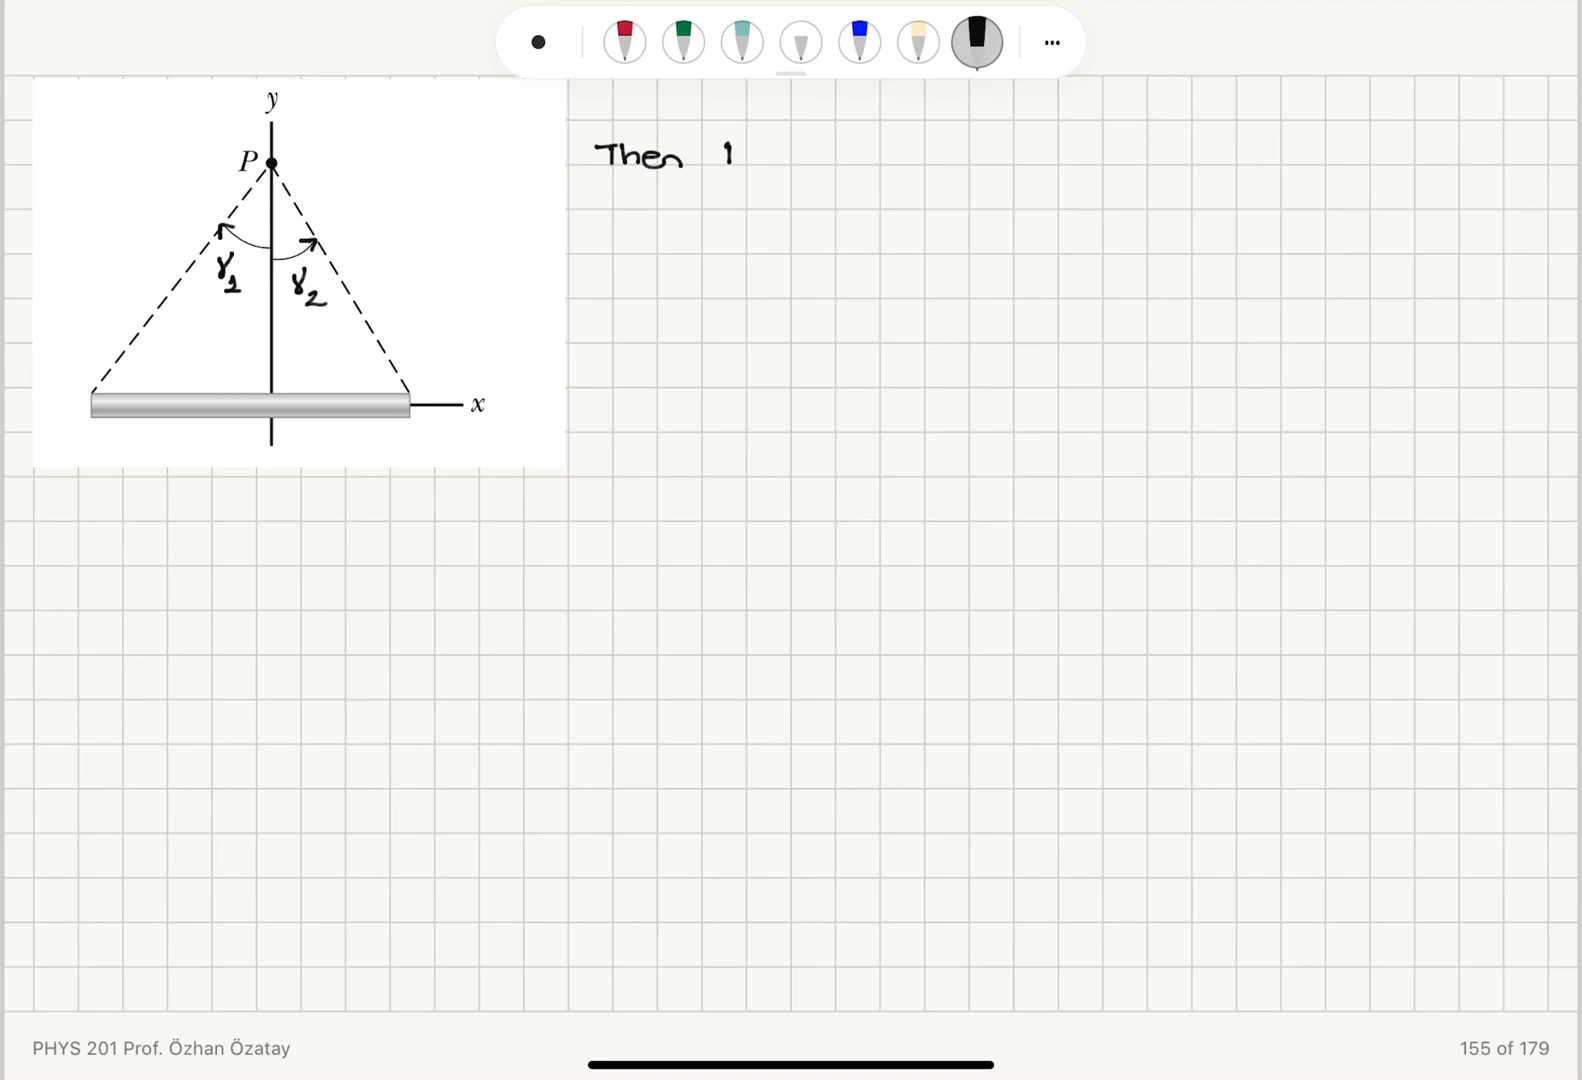 y
P
Then 1
γ1
γ2
x
PHYS 201 Prof. Özhan Özatay
155 of 179